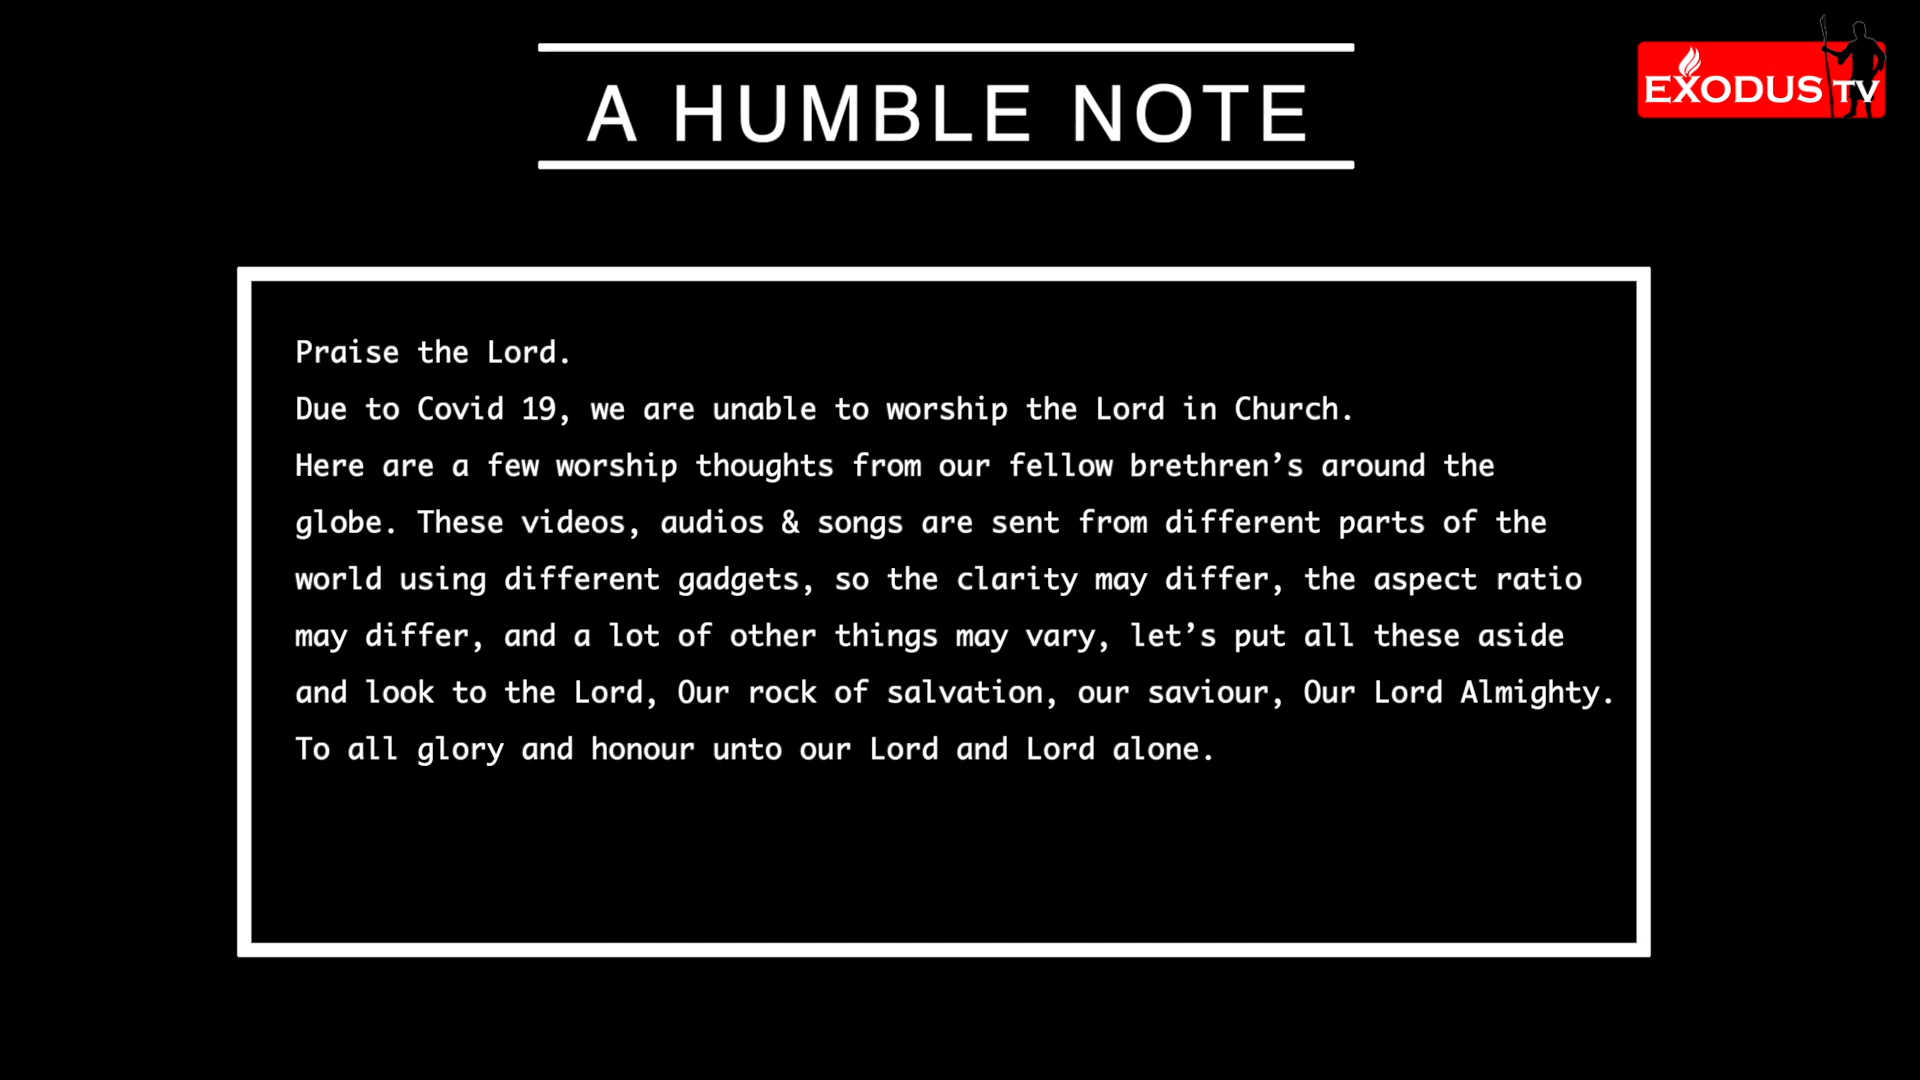 A HUMBLE NOTE
EXODUS TV
Praise the Lord.
Due to Covid 19, we are unable to worship the Lord in Church.
Here are a few worship thoughts from our fellow brethren’s around the
globe. These videos, audios & songs are sent from different parts of the
world using different gadgets, so the clarity may differ, the aspect ratio
may differ, and a lot of other things may vary, let’s put all these aside
and look to the Lord, Our rock of salvation, our saviour, Our Lord Almighty.
To all glory and honour unto our Lord and Lord alone.